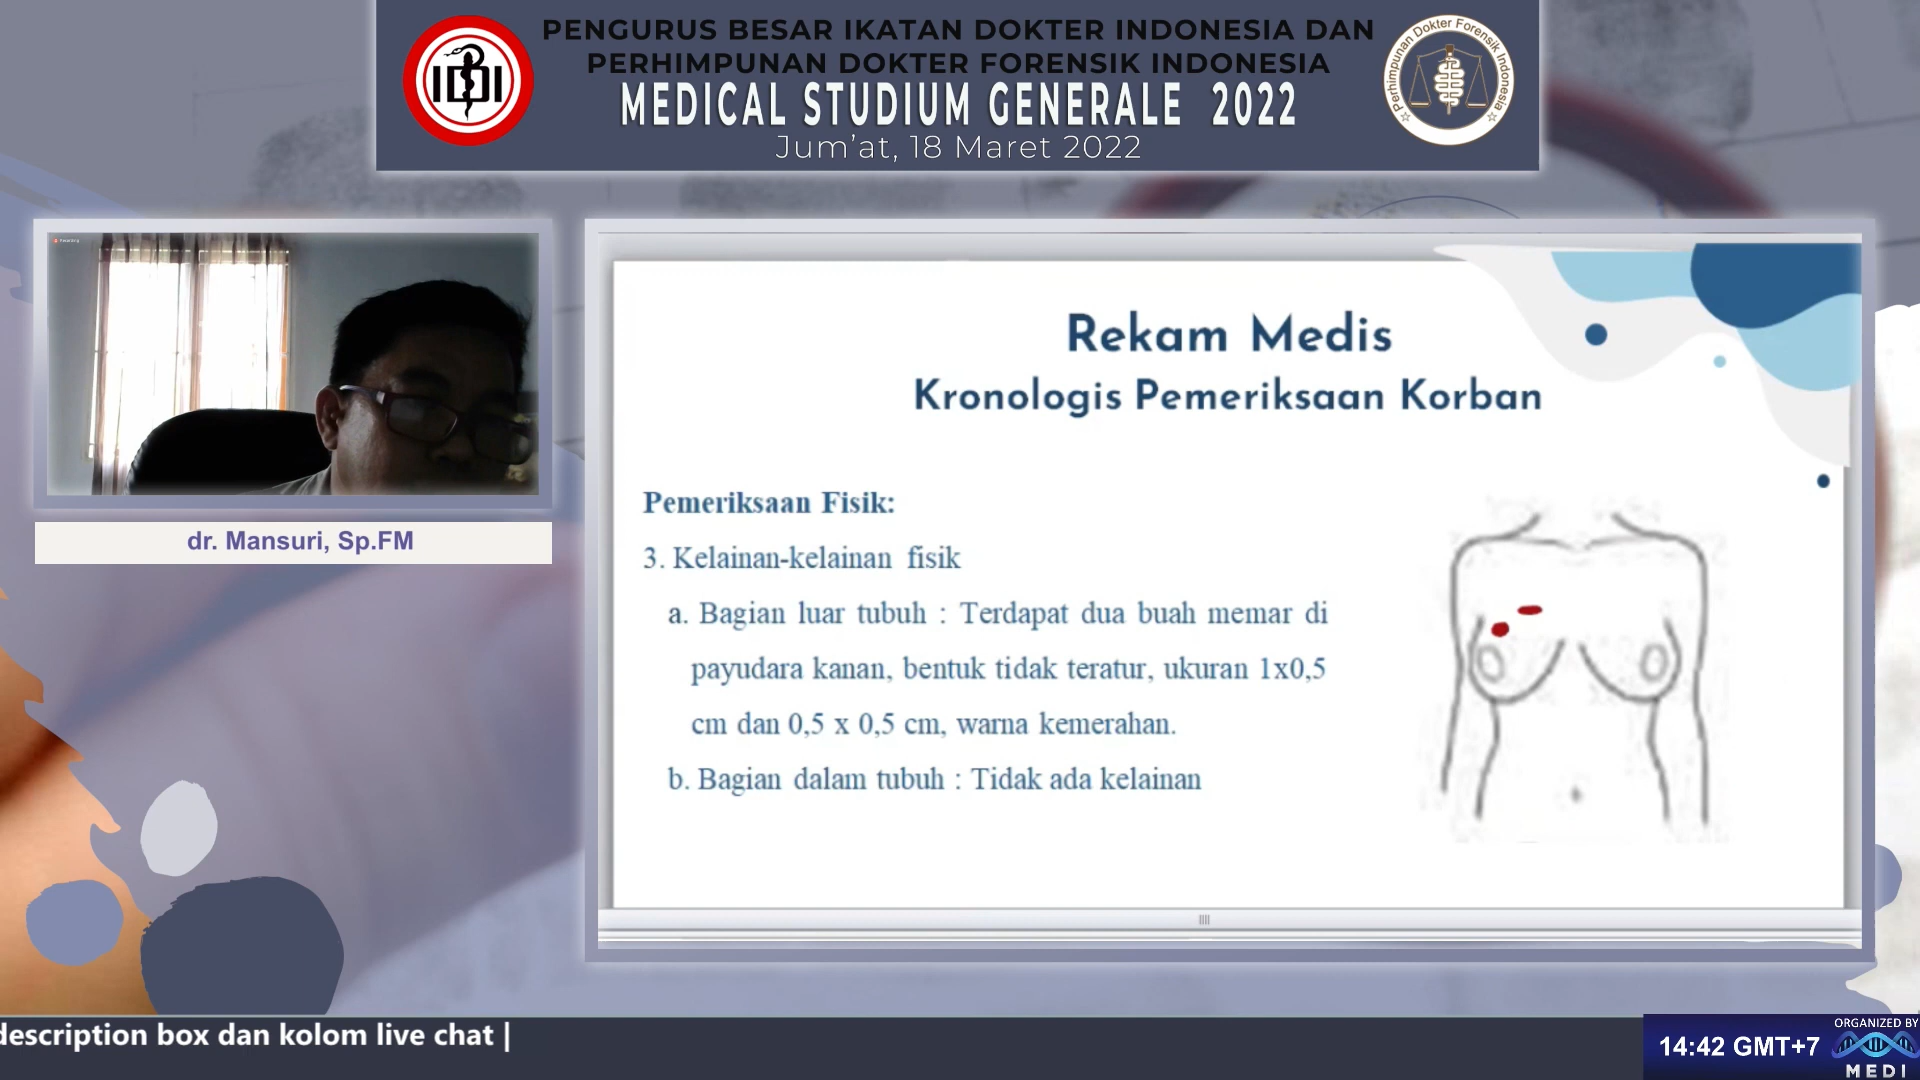 PENGURUS BESAR IKATAN DOKTER INDONESIA DAN
PERHIMPUNAN DOKTER FORENSIK INDONESIA
MEDICAL STUDIUM GENERALE 2022
Jum'at, 18 Maret 2022
IDI
Perhimpunan Dokter Forensik Indonesia
Recording
dr. Mansuri, Sp.FM
Rekam Medis
Kronologis Pemeriksaan Korban
Pemeriksaan Fisik:
3. Kelainan-kelainan fisik
a. Bagian luar tubuh : Terdapat dua buah memar di
payudara kanan, bentuk tidak teratur, ukuran 1x0,5
cm dan 0,5 x 0,5 cm, warna kemerahan.
b. Bagian dalam tubuh : Tidak ada kelainan
description box dan kolom live chat |
14:42 GMT+7
ORGANIZED BY
MEDI